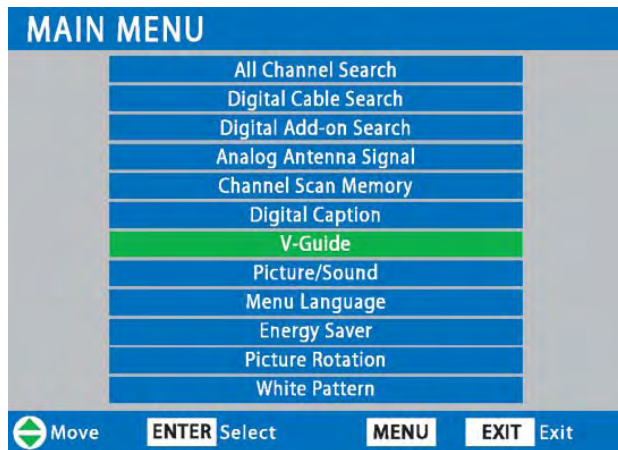 MAIN MENU
All Channel Search
Digital Cable Search
Digital Add-on Search
Analog Antenna Signal
Channel Scan Memory
Digital Caption
V-Guide
Picture/Sound
Menu Language
Energy Saver
Picture Rotation
White Pattern
Move ENTER Select MENU EXIT Exit